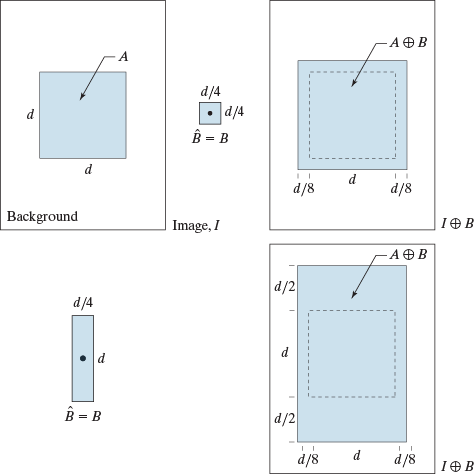 A
d
d
Background
Image, I
d/4
d/4
B̂ = B
A ⊕ B
d/8
d
d/8
I ⊕ B
d/4
d
B̂ = B
A ⊕ B
d/2
d
d/2
d/8
d
d/8
I ⊕ B